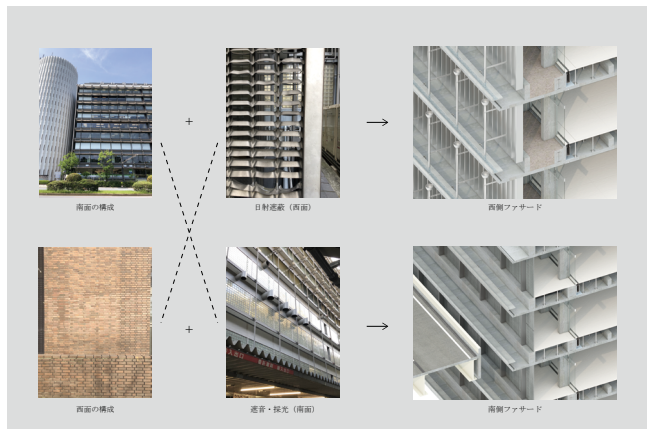 南面の構成
+
日射遮蔽（西面）
西側ファサード
西面の構成
+
遮音・採光（南面）
南側ファサード